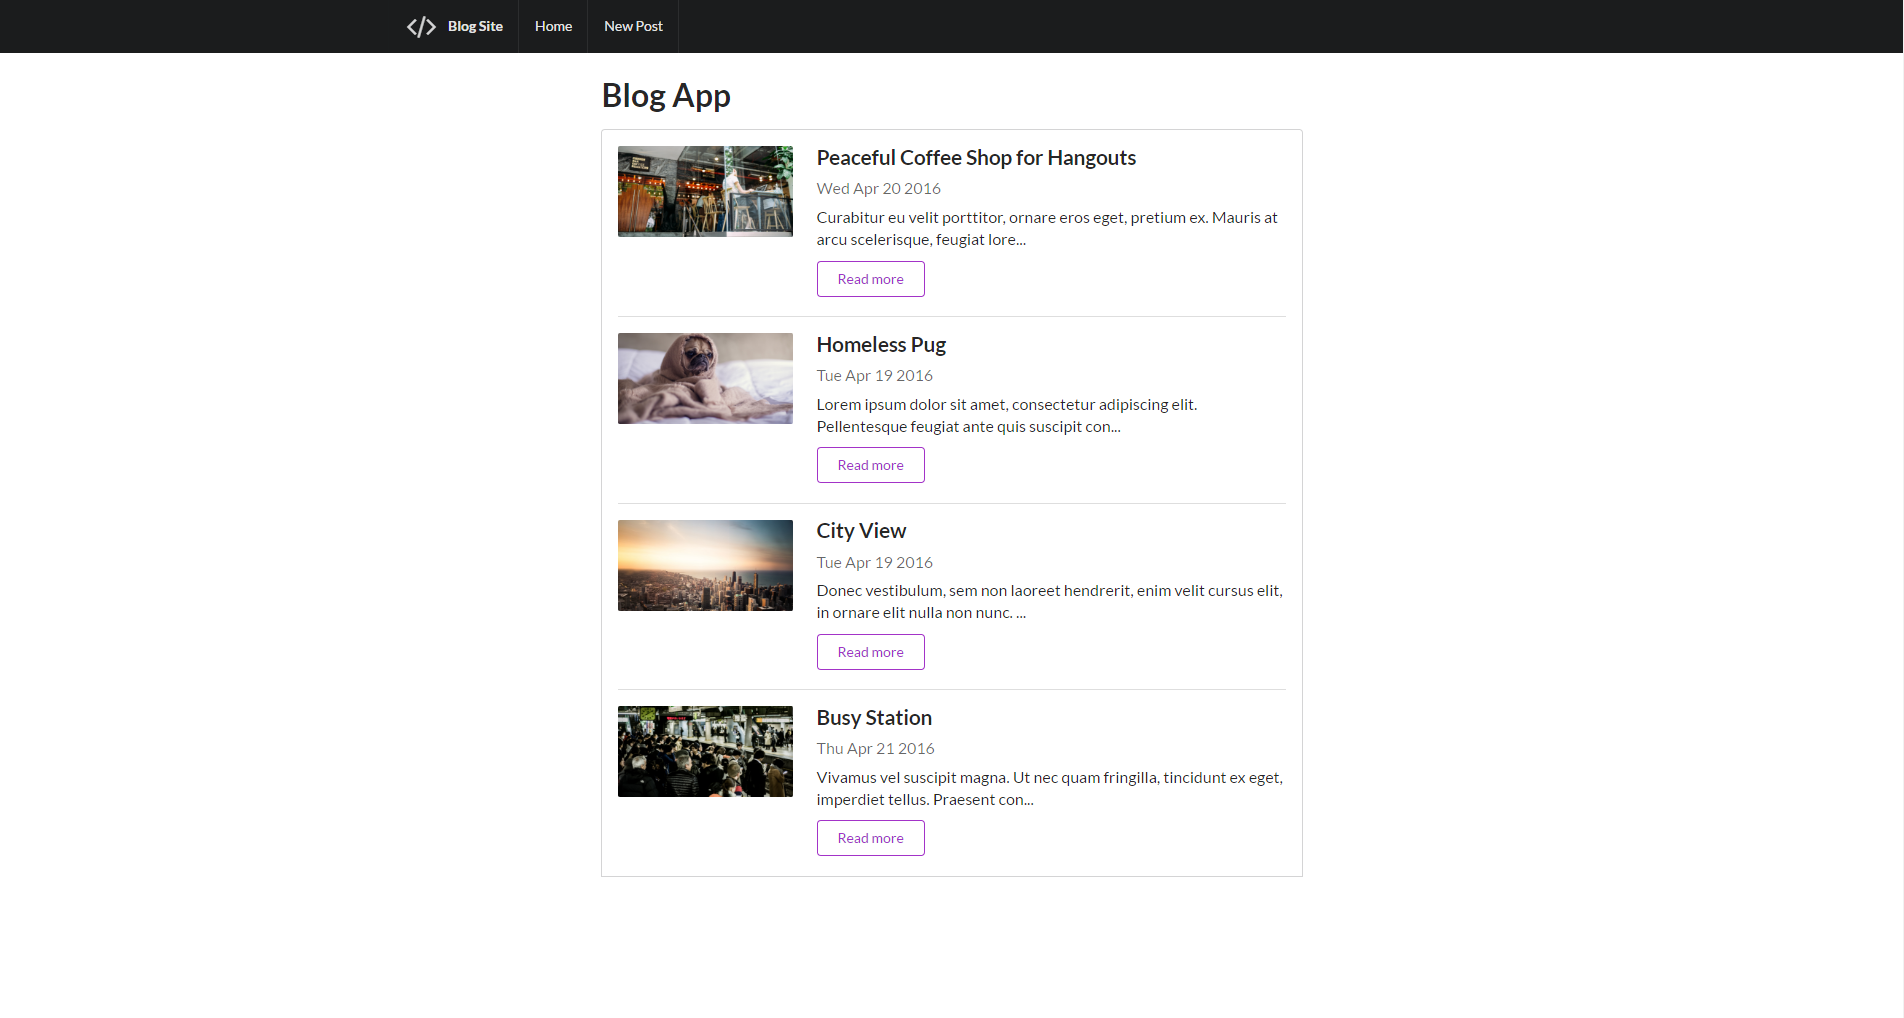 Blog Site Home New Post
Blog App
Peaceful Coffee Shop for Hangouts
Wed Apr 20 2016
Curabitur eu velit porttitor, ornare eros eget, pretium ex. Mauris at
arcu scelerisque, feugiat lore...
Read more
Homeless Pug
Tue Apr 19 2016
Lorem ipsum dolor sit amet, consectetur adipiscing elit.
Pellentesque feugiat ante quis suscipit con...
Read more
City View
Tue Apr 19 2016
Donec vestibulum, sem non laoreet hendrerit, enim velit cursus elit,
in ornare elit nulla non nunc. ...
Read more
Busy Station
Thu Apr 21 2016
Vivamus vel suscipit magna. Ut nec quam fringilla, tincidunt ex eget,
imperdiet tellus. Praesent con...
Read more